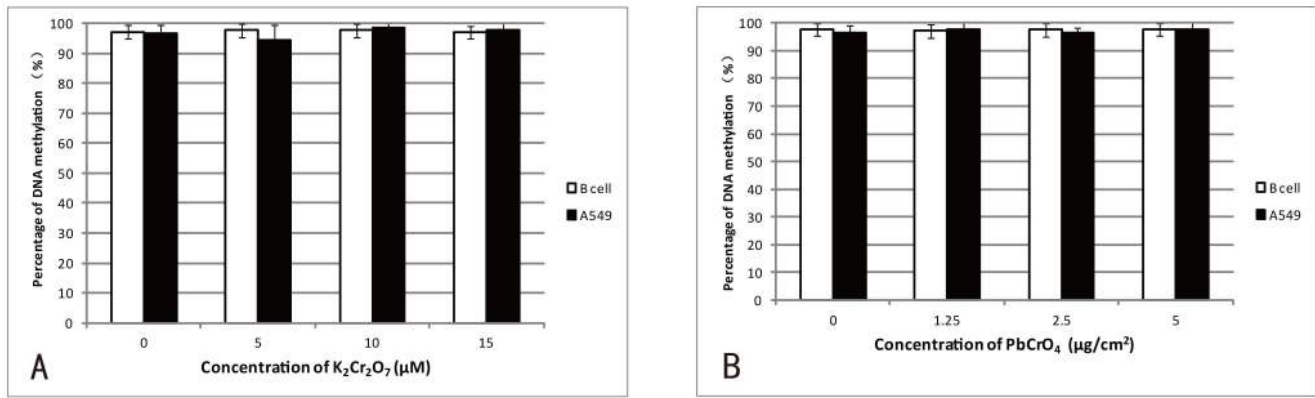 Percentage of DNA methylation (%)
100
90
80
70
60
50
40
30
20
10
0
0 5 10 15
Concentration of K₂Cr₂O₇ (μM)
B cell
A549
A
Percentage of DNA methylation (%)
100
90
80
70
60
50
40
30
20
10
0
0 1.25 2.5 5
Concentration of PbCrO₄ (μg/cm²)
B cell
A549
B